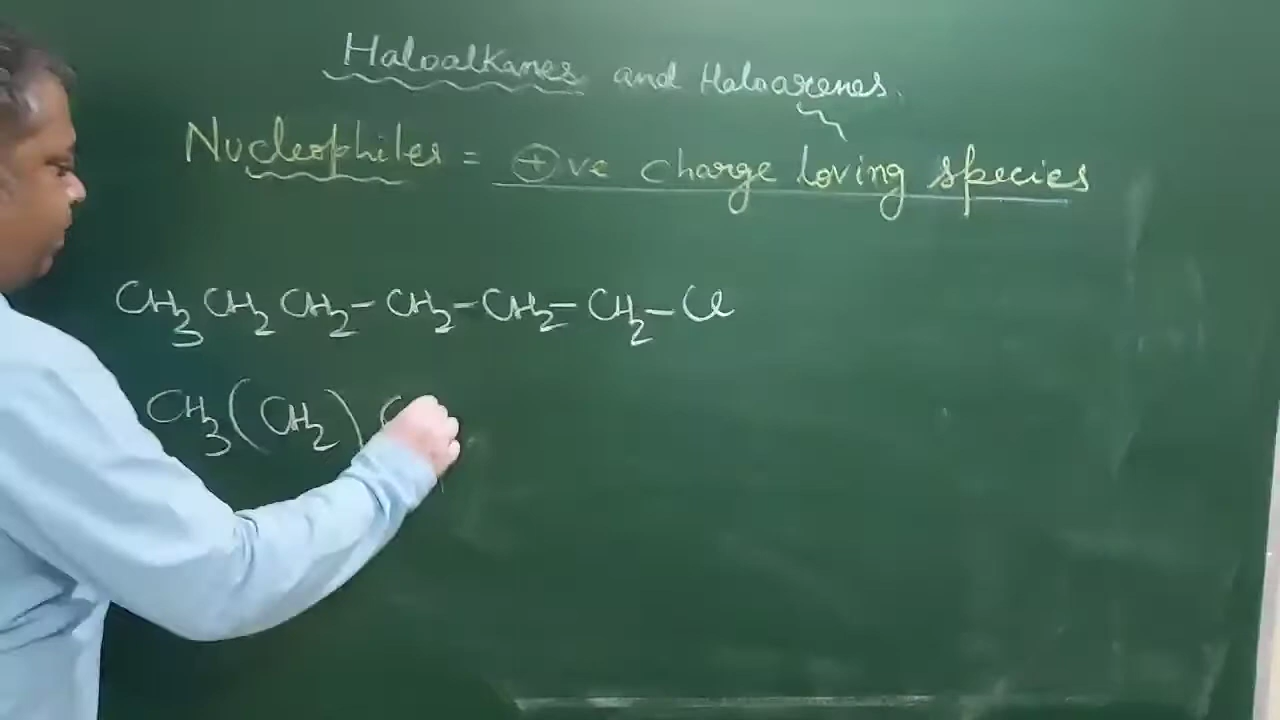 Haloalkanes and Haloarenes.
Nucleophiles = ⊕ve charge loving species
CH₃ CH₂ CH₂-CH₂-CH₂-CH₂-Cl
CH₃(CH₂) C